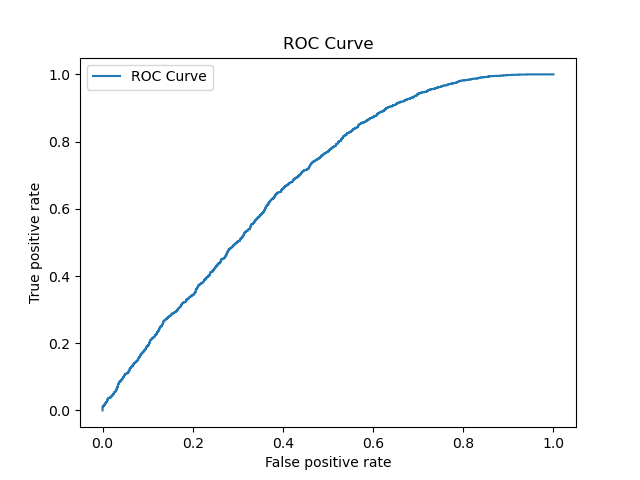 ROC Curve
ROC Curve
1.0
0.8
0.6
0.4
0.2
0.0
True positive rate
0.0 0.2 0.4 0.6 0.8 1.0
False positive rate